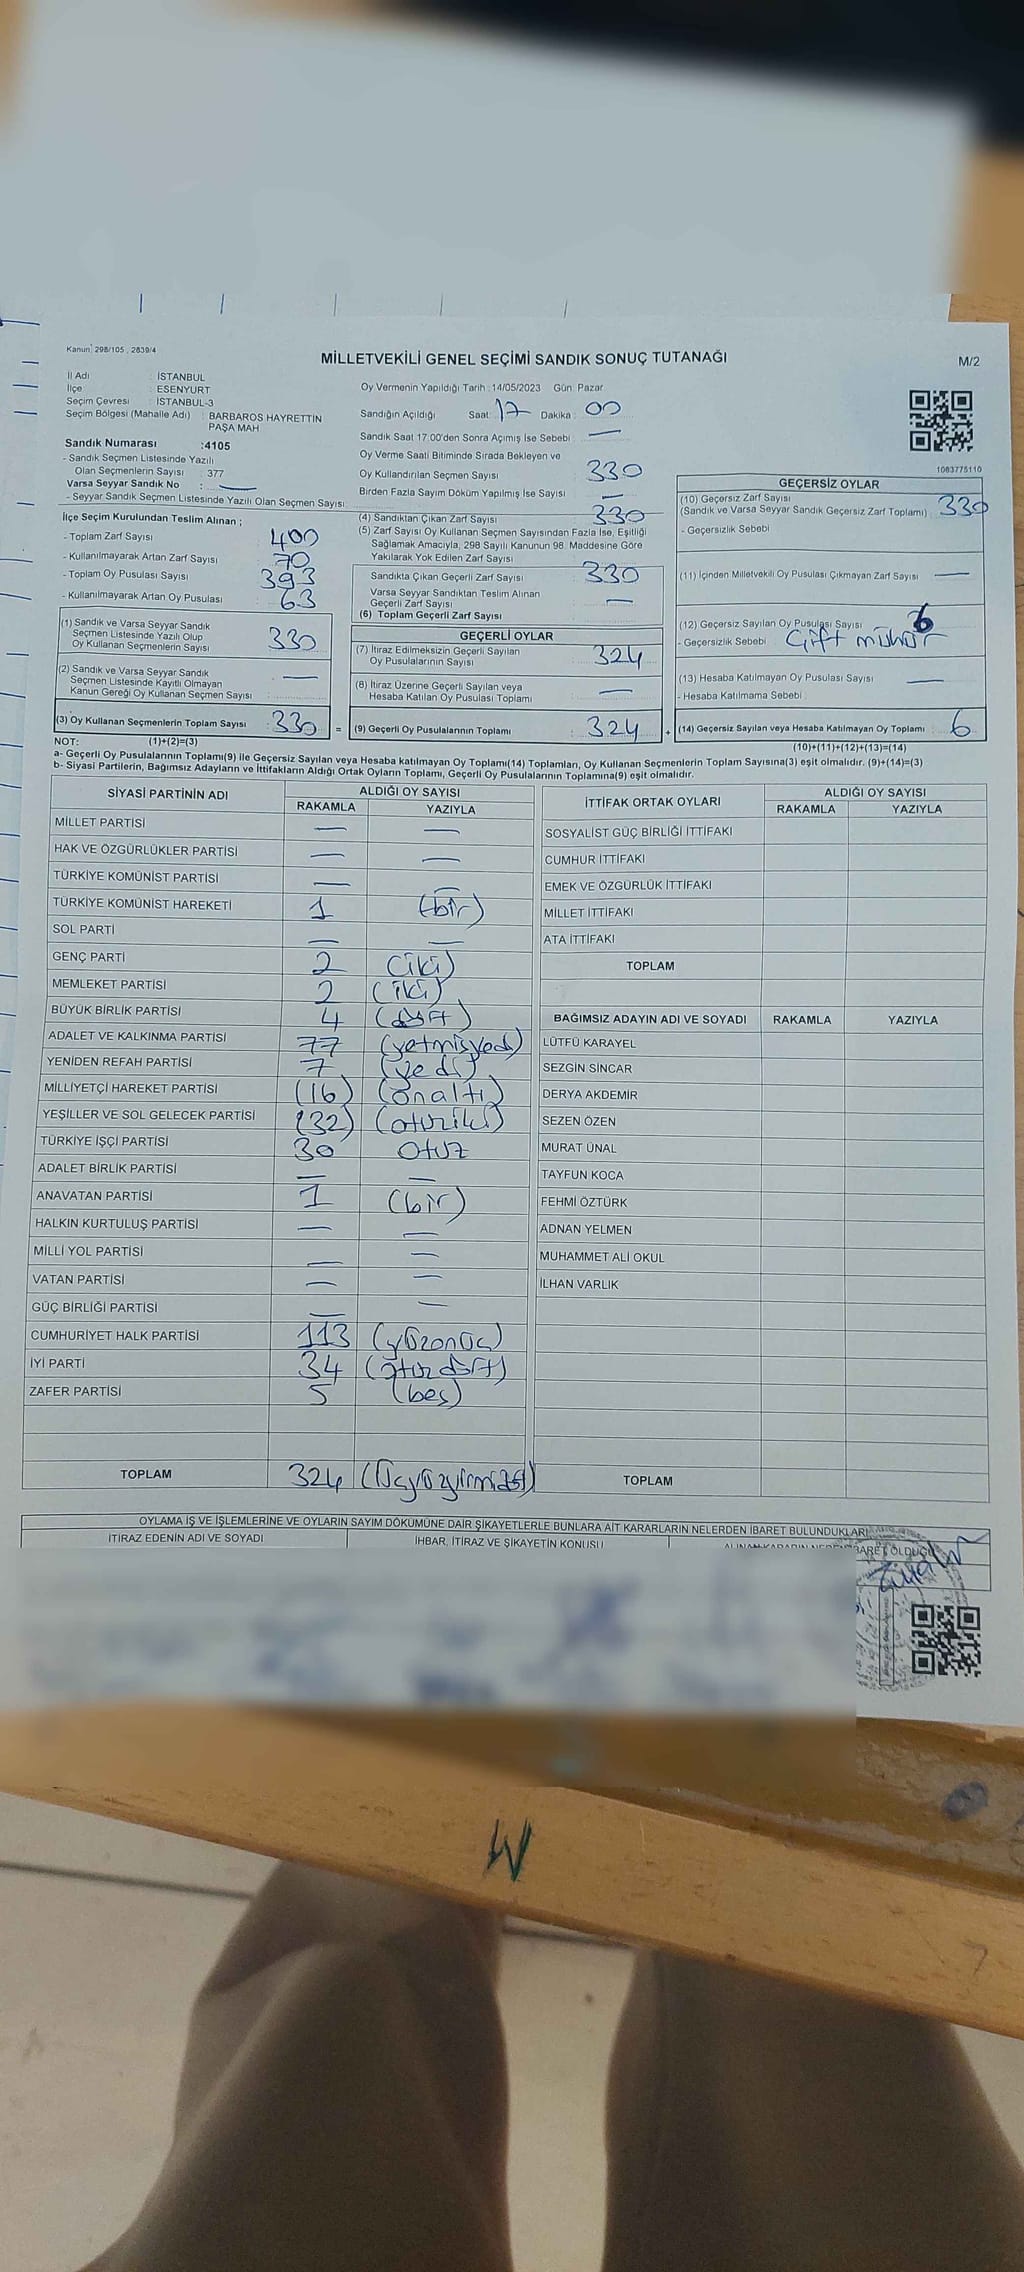 Kanun 298/105 , 2839/4
MİLLETVEKİLİ GENEL SEÇİMİ SANDIK SONUÇ TUTANAĞI
M/2
İl Adı : İSTANBUL
İlçe : ESENYURT
Seçim Çevresi : İSTANBUL-3
Seçim Bölgesi (Mahalle Adı) : BARBAROS HAYRETTİN
PAŞA MAH
Sandık Numarası :4105
- Sandık Seçmen Listesinde Yazılı
Olan Seçmenlerin Sayısı : 377
Varsa Seyyar Sandık No : —
- Seyyar Sandık Seçmen Listesinde Yazılı Olan Seçmen Sayısı
Oy Vermenin Yapıldığı Tarih :14/05/2023 Gün: Pazar
Sandığın Açıldığı Saat: 17 Dakika : 00
Sandık Saat 17:00'den Sonra Açımış İse Sebebi : —
Oy Verme Saati Bitiminde Sırada Bekleyen ve
Oy Kullandırılan Seçmen Sayısı 330
Birden Fazla Sayım Döküm Yapılmış İse Sayısı —
1083775110
İlçe Seçim Kurulundan Teslim Alınan ;
- Toplam Zarf Sayısı : 400
- Kullanılmayarak Artan Zarf Sayısı : 70
- Toplam Oy Pusulası Sayısı : 393
- Kullanılmayarak Artan Oy Pusulası : 63
(1) Sandık ve Varsa Seyyar Sandık
Seçmen Listesinde Yazılı Olup
Oy Kullanan Seçmenlerin Sayısı : 330
(2) Sandık ve Varsa Seyyar Sandık
Seçmen Listesinde Kayıtlı Olmayan
Kanun Gereği Oy Kullanan Seçmen Sayısı : —
(3) Oy Kullanan Seçmenlerin Toplam Sayısı : 330 =
(4) Sandıktan Çıkan Zarf Sayısı 330
(5) Zarf Sayısı Oy Kullanan Seçmen Sayısından Fazla İse, Eşitliği
Sağlamak Amacıyla, 298 Sayılı Kanunun 98. Maddesine Göre
Yakılarak Yok Edilen Zarf Sayısı
Sandıkta Çıkan Geçerli Zarf Sayısı : 330
Varsa Seyyar Sandıktan Teslim Alınan
Geçerli Zarf Sayısı : —
(6) Toplam Geçerli Zarf Sayısı
GEÇERLİ OYLAR
(7) İtiraz Edilmeksizin Geçerli Sayılan
Oy Pusulalarının Sayısı : 324
(8) İtiraz Üzerine Geçerli Sayılan veya
Hesaba Katılan Oy Pusulası Toplamı : —
(9) Geçerli Oy Pusulalarının Toplamı : 324 +
GEÇERSİZ OYLAR
(10) Geçersiz Zarf Sayısı
(Sandık ve Varsa Seyyar Sandık Geçersiz Zarf Toplamı) : 330
- Geçersizlik Sebebi
(11) İçinden Milletvekili Oy Pusulası Çıkmayan Zarf Sayısı : —
(12) Geçersiz Sayılan Oy Pusulası Sayısı : 6
- Geçersizlik Sebebi : Çift mühür
(13) Hesaba Katılmayan Oy Pusulası Sayısı : —
- Hesaba Katılmama Sebebi :
(14) Geçersiz Sayılan veya Hesaba Katılmayan Oy Toplamı : 6
NOT: (1)+(2)=(3)
(10)+(11)+(12)+(13)=(14)
a- Geçerli Oy Pusulalarının Toplamı(9) ile Geçersiz Sayılan veya Hesaba katılmayan Oy Toplamı(14) Toplamları, Oy Kullanan Seçmenlerin Toplam Sayısına(3) eşit olmalıdır. (9)+(14)=(3)
b- Siyasi Partilerin, Bağımsız Adayların ve İttifakların Aldığı Ortak Oyların Toplamı, Geçerli Oy Pusulalarının Toplamına(9) eşit olmalıdır.
SİYASİ PARTİNİN ADI ALDIĞI OY SAYISI
RAKAMLA YAZIYLA
MİLLET PARTİSİ — —
HAK VE ÖZGÜRLÜKLER PARTİSİ — —
TÜRKİYE KOMÜNİST PARTİSİ — —
TÜRKİYE KOMÜNİST HAREKETİ 1 (bir)
SOL PARTİ — —
GENÇ PARTİ 2 (iki)
MEMLEKET PARTİSİ 2 (iki)
BÜYÜK BİRLİK PARTİSİ 4 (dört)
ADALET VE KALKINMA PARTİSİ 77 (yetmişyedi)
YENİDEN REFAH PARTİSİ 7 (yedi)
MİLLİYETÇİ HAREKET PARTİSİ (16) (onaltı)
YEŞİLLER VE SOL GELECEK PARTİSİ (32) (otuziki)
TÜRKİYE İŞÇİ PARTİSİ 30 otuz
ADALET BİRLİK PARTİSİ — —
ANAVATAN PARTİSİ 1 (bir)
HALKIN KURTULUŞ PARTİSİ — —
MİLLİ YOL PARTİSİ — —
VATAN PARTİSİ — —
GÜÇ BİRLİĞİ PARTİSİ — —
CUMHURİYET HALK PARTİSİ 113 (yüzonüç)
İYİ PARTİ 34 (otuzdört)
ZAFER PARTİSİ 5 (beş)
TOPLAM 324 (Üçyüzyirmidört)
İTTİFAK ORTAK OYLARI ALDIĞI OY SAYISI
RAKAMLA YAZIYLA
SOSYALİST GÜÇ BİRLİĞİ İTTİFAKI
CUMHUR İTTİFAKI
EMEK VE ÖZGÜRLÜK İTTİFAKI
MİLLET İTTİFAKI
ATA İTTİFAKI
TOPLAM
BAĞIMSIZ ADAYIN ADI VE SOYADI RAKAMLA YAZIYLA
LÜTFÜ KARAYEL
SEZGİN SİNCAR
DERYA AKDEMİR
SEZEN ÖZEN
MURAT ÜNAL
TAYFUN KOCA
FEHMİ ÖZTÜRK
ADNAN YELMEN
MUHAMMET ALİ OKUL
İLHAN VARLIK
TOPLAM
OYLAMA İŞ VE İŞLEMLERİNE VE OYLARIN SAYIM DÖKÜMÜNE DAİR ŞİKAYETLERLE BUNLARA AİT KARARLARIN NELERDEN İBARET BULUNDUKLARI
İTİRAZ EDENİN ADI VE SOYADI İHBAR, İTİRAZ VE ŞİKAYETİN KONUSU
W